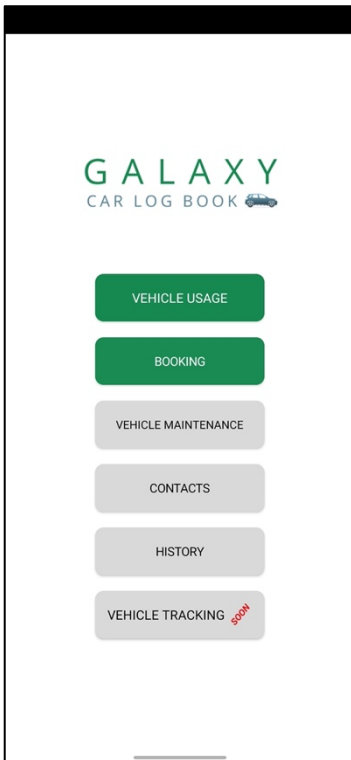 GALAXY
CAR LOG BOOK
VEHICLE USAGE
BOOKING
VEHICLE MAINTENANCE
CONTACTS
HISTORY
VEHICLE TRACKING SOON